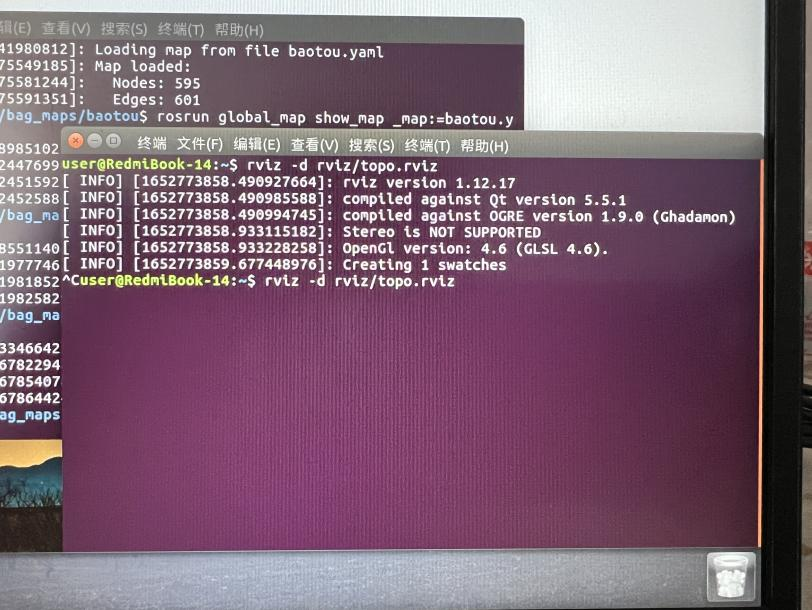 辑(E) 查看(V) 搜索(S) 终端(T) 帮助(H)
41980812]: Loading map from file baotou.yaml
75549185]: Map loaded:
75581244]: Nodes: 595
75591351]: Edges: 601
/bag_maps/baotou$ rosrun global_map show_map _map:=baotou.y
终端 文件(F) 编辑(E) 查看(V) 搜索(S) 终端(T) 帮助(H)
user@RedmiBook-14:~$ rviz -d rviz/topo.rviz
[ INFO] [1652773858.490927664]: rviz version 1.12.17
[ INFO] [1652773858.490985588]: compiled against Qt version 5.5.1
[ INFO] [1652773858.490994745]: compiled against OGRE version 1.9.0 (Ghadamon)
[ INFO] [1652773858.933115182]: Stereo is NOT SUPPORTED
[ INFO] [1652773858.933228258]: OpenGl version: 4.6 (GLSL 4.6).
[ INFO] [1652773859.677448976]: Creating 1 swatches
^Cuser@RedmiBook-14:~$ rviz -d rviz/topo.rviz
8985102
2447699
2451592
2452588
/bag_ma
8551140
1977746
1981852
1982582
/bag_ma
3346642
6782294
6785407
6786442
ag_maps